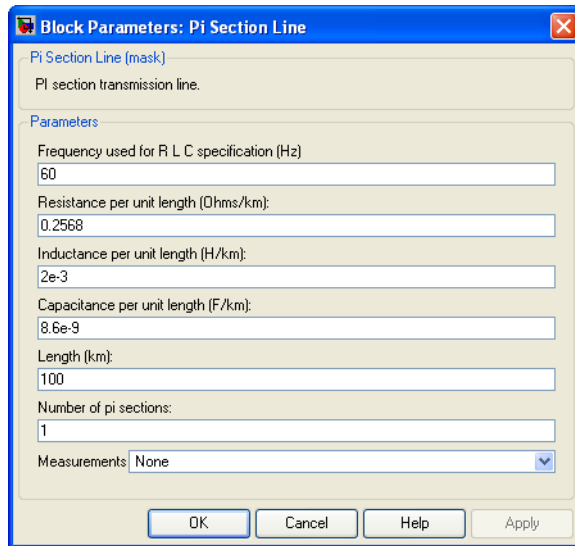 Block Parameters: Pi Section Line
Pi Section Line (mask)
PI section transmission line.
Parameters
Frequency used for R L C specification (Hz)
60
Resistance per unit length (Ohms/km):
0.2568
Inductance per unit length (H/km):
2e-3
Capacitance per unit length (F/km):
8.6e-9
Length (km):
100
Number of pi sections:
1
Measurements None
OK Cancel Help Apply